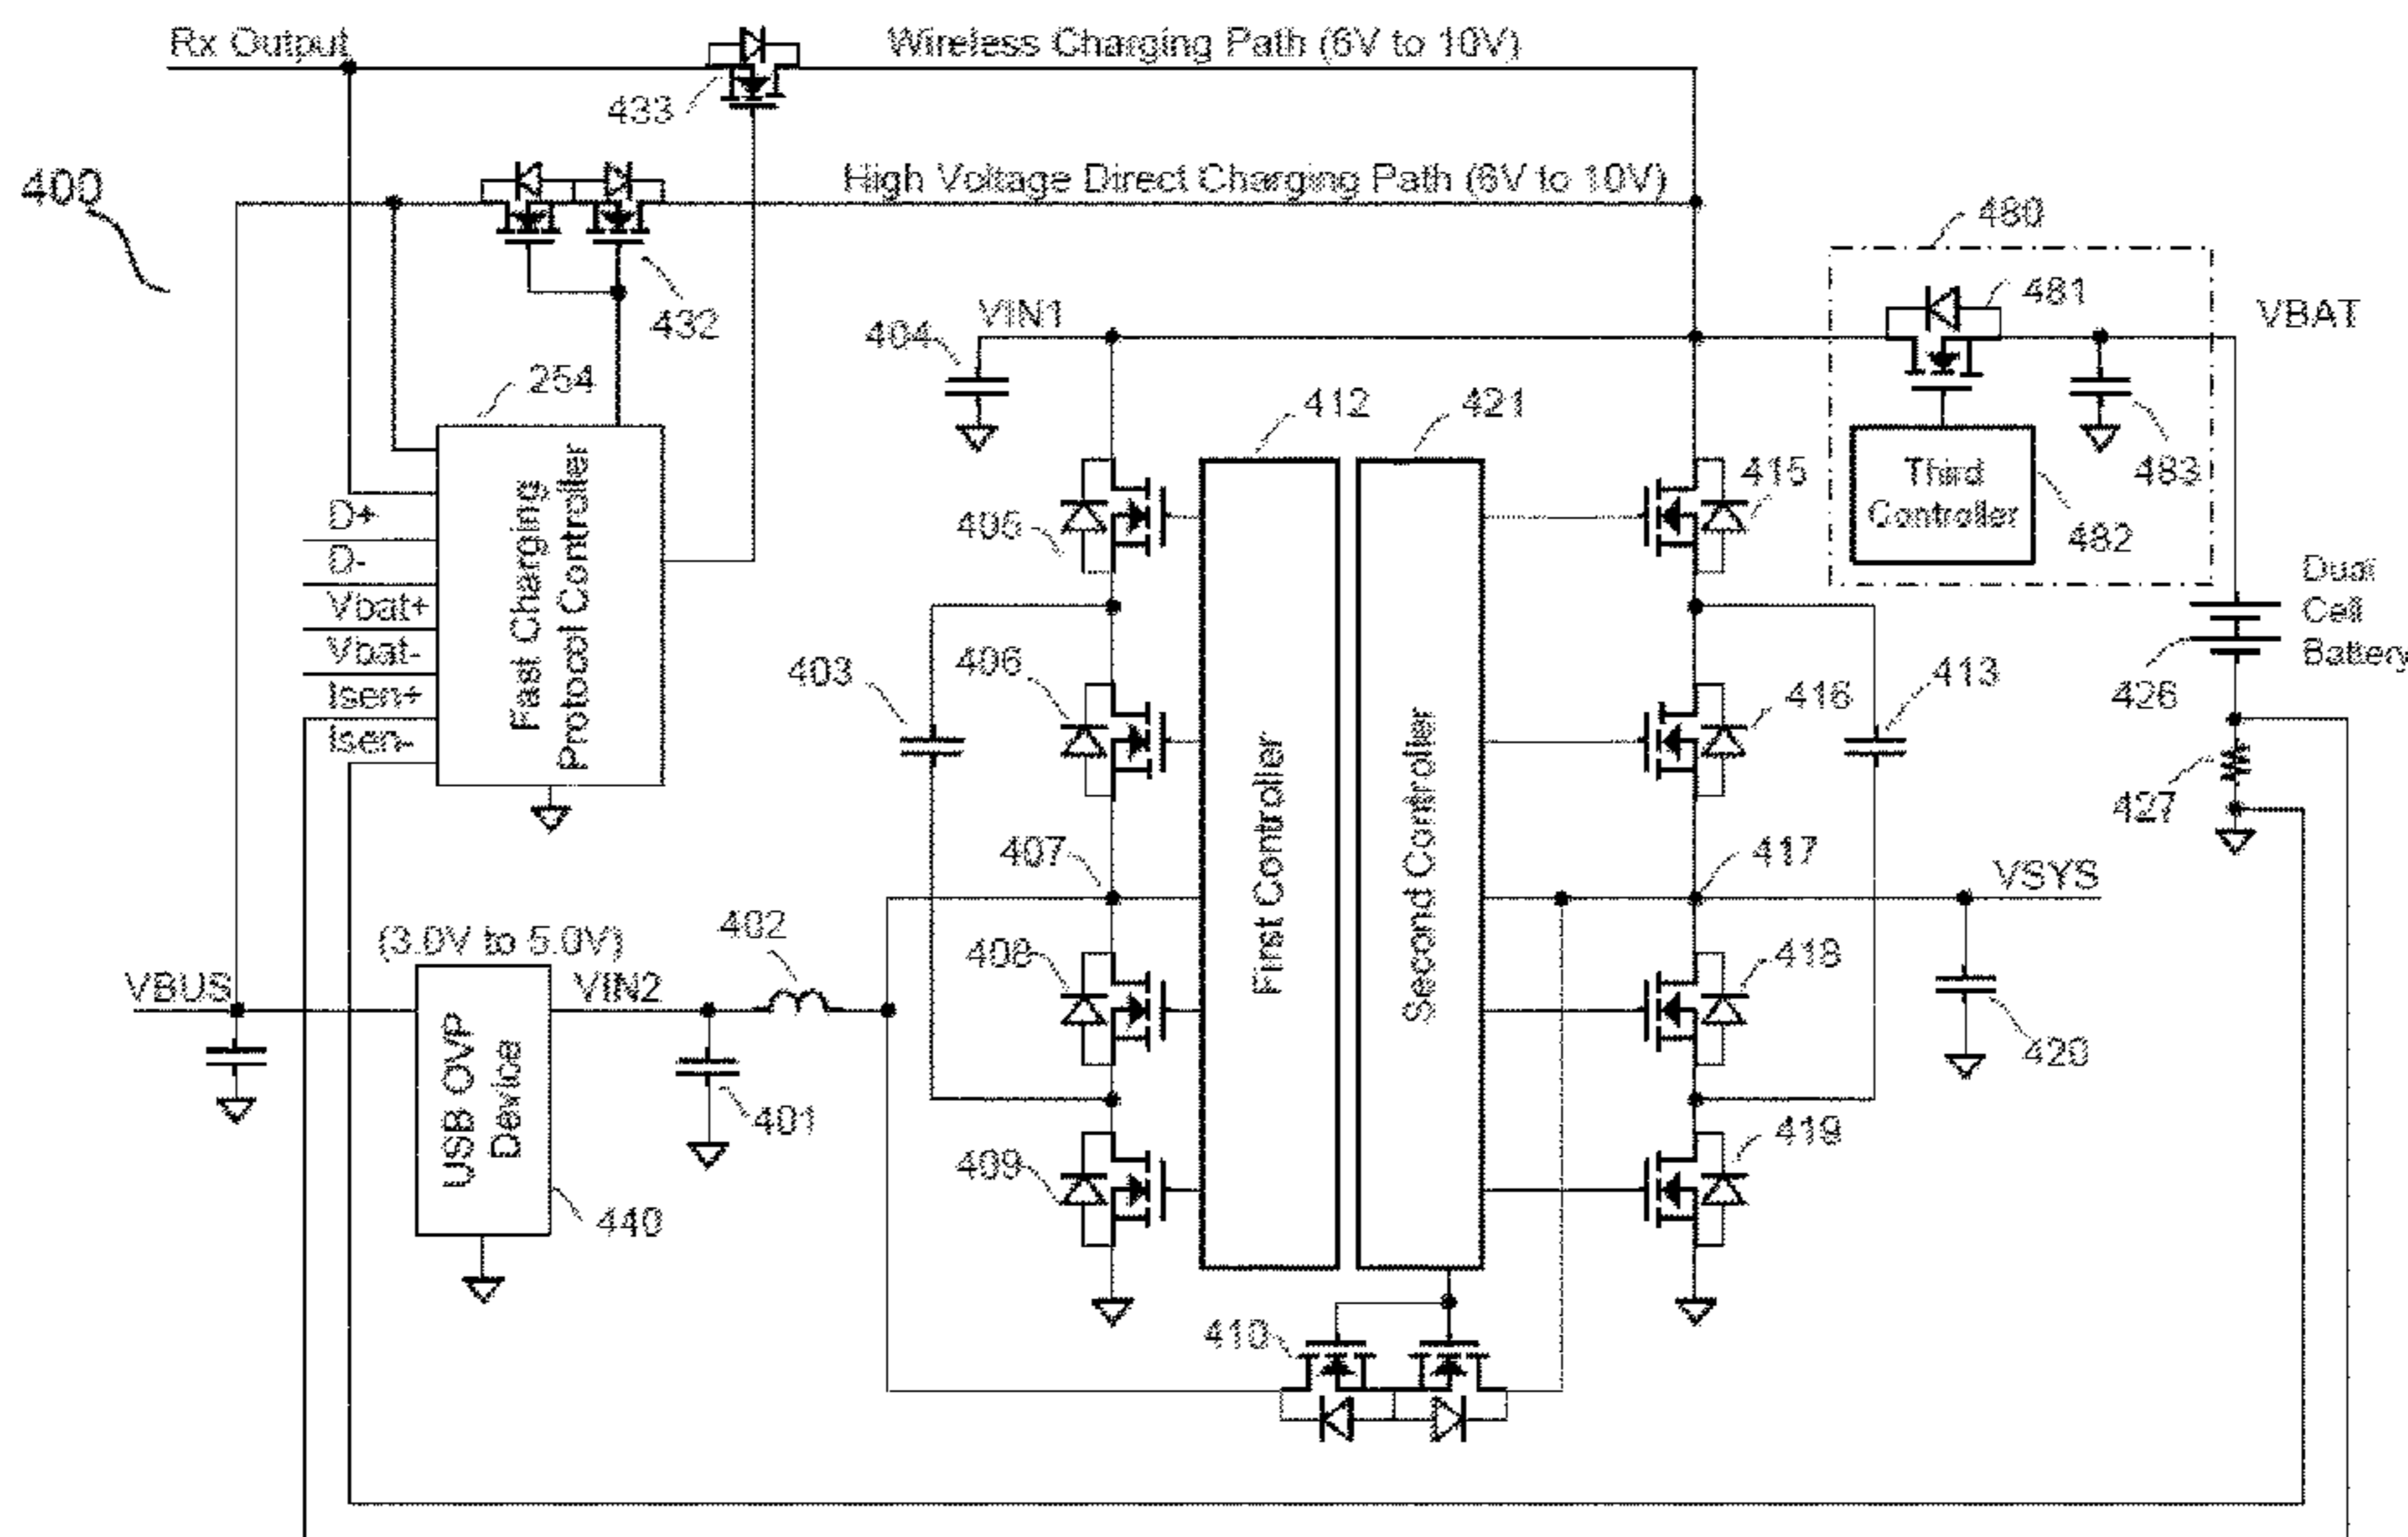 Rx Output
Wireless Charging Path (6V to 10V)
433
400
High Voltage Direct Charging Path (6V to 10V)
480
432
481
VBAT
VIN1
404
254
412
421
415
483
Third
Controller
482
405
D+
D-
Vbat+
Vbat-
Isen+
Isen-
Fast Charging
Protocol Controller
Dual
Cell
Battery
426
403
406
416
413
First Controller
Second Controller
427
407
417
VSYS
(3.0V to 5.0V)
402
408
418
VBUS
VIN2
420
USB OVP
Device
401
409
419
440
410